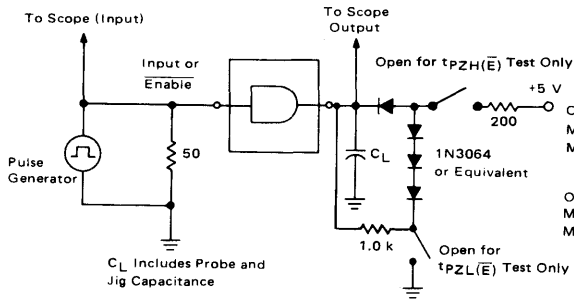 To Scope (Input)
To Scope
Output
Input or
Enable
Open for tPZH(E) Test Only
+5 V
200
Pulse
Generator
50
CL
1N3064
or Equivalent
1.0 k
Open for
tPZL(E) Test Only
CL Includes Probe and
Jig Capacitance
M
M
M
M